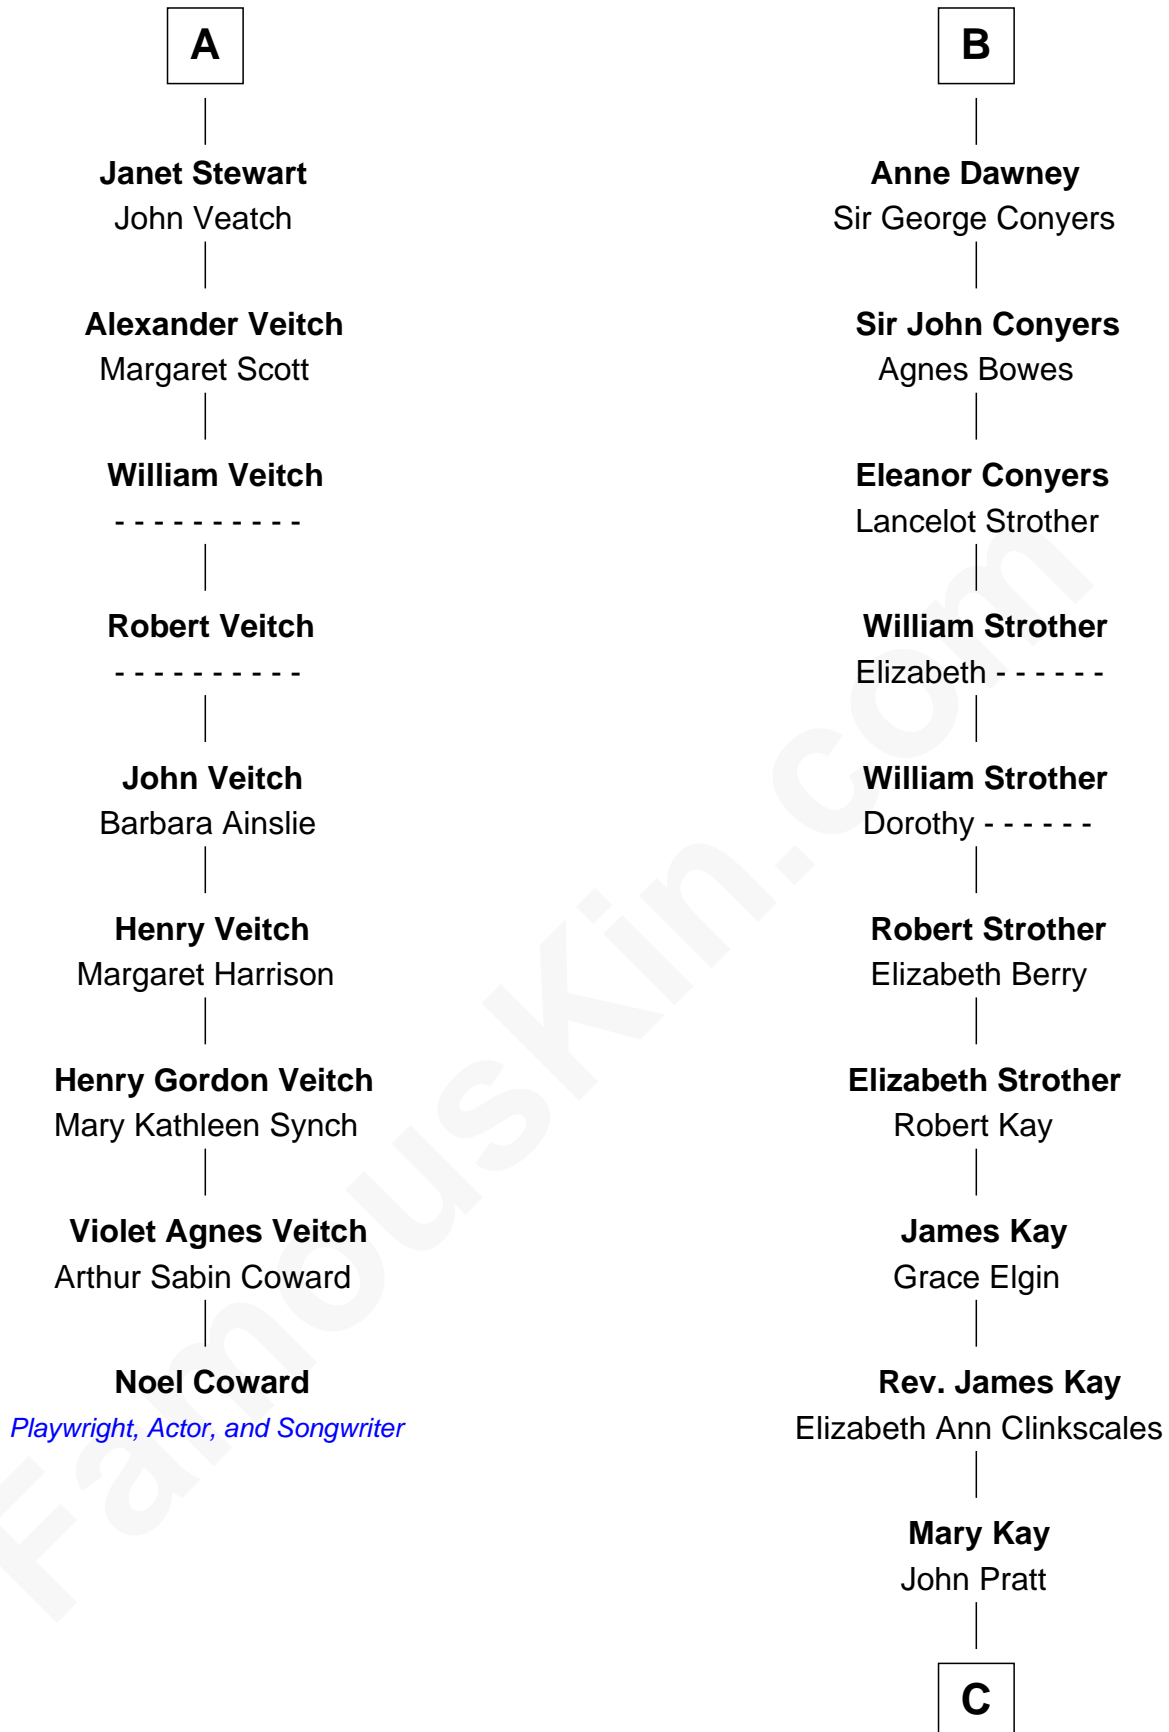 A
Janet Stewart
John Veatch
Alexander Veitch
Margaret Scott
William Veitch
- - - - - - - - - -
Robert Veitch
- - - - - - - - - -
John Veitch
Barbara Ainslie
Henry Veitch
Margaret Harrison
Henry Gordon Veitch
Mary Kathleen Synch
Violet Agnes Veitch
Arthur Sabin Coward
Noel Coward
Playwright, Actor, and Songwriter
B
Anne Dawney
Sir George Conyers
Sir John Conyers
Agnes Bowes
Eleanor Conyers
Lancelot Strother
William Strother
Elizabeth - - - - - -
William Strother
Dorothy - - - - - -
Robert Strother
Elizabeth Berry
Elizabeth Strother
Robert Kay
James Kay
Grace Elgin
Rev. James Kay
Elizabeth Ann Clinkscales
Mary Kay
John Pratt
C
FamousKin.com